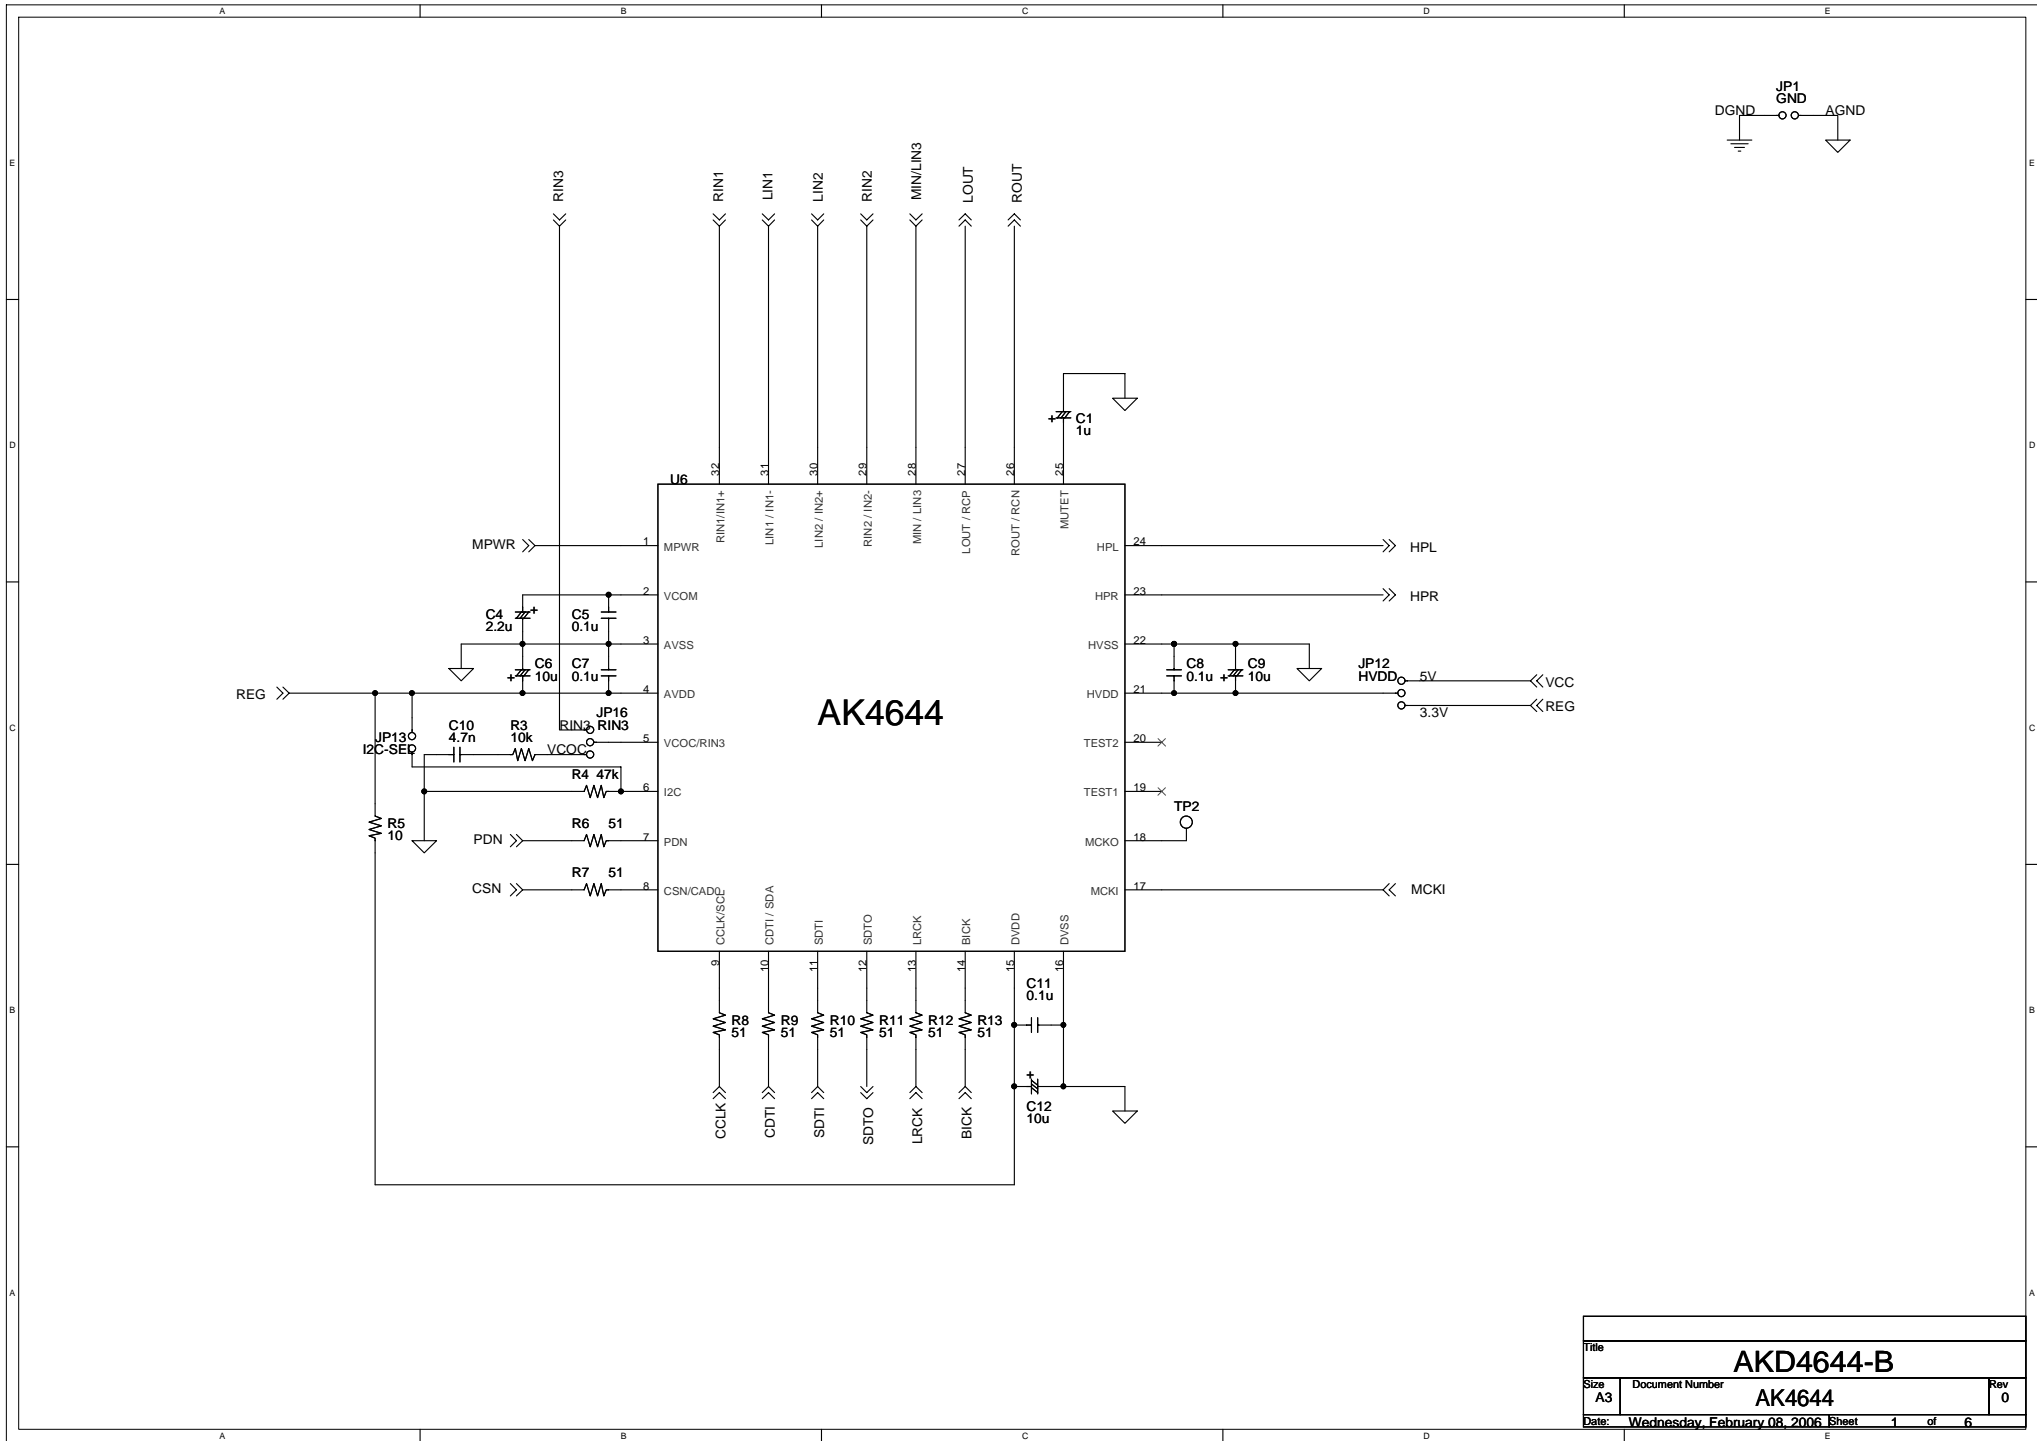 A B C D E
JP1
GND
DGND AGND
E E
RIN3 RIN1 LIN1 LIN2 RIN2 MIN/LIN3 LOUT ROUT
C1
1u
D D
32 31 30 29 28 27 26 25
U6
RIN1/IN1+ LIN1 / IN1- LIN2 / IN2+ RIN2 / IN2- MIN / LIN3 LOUT / RCP ROUT / RCN MUTET
MPWR 1 MPWR HPL 24 HPL
2 VCOM HPR 23 HPR
C4
2.2u
C5
0.1u
3 AVSS HVSS 22
C6
10u
C7
0.1u
C8
0.1u
C9
10u
JP12
HVDD
5V VCC
REG 4 AVDD HVDD 21
3.3V REG
AK4644
C C
JP16
RIN3
RIN3
JP13
I2C-SEL
C10
4.7n
R3
10k
VCOC
5 VCOC/RIN3 TEST2 20
R4 47k
6 I2C TEST1 19
TP2
R5
10
R6 51
PDN 7 PDN MCKO 18
R7 51
CSN 8 CSN/CAD0 MCKI 17 MCKI
CCLK/SCL CDTI / SDA SDTI SDTO LRCK BICK DVDD DVSS
9 10 11 12 13 14 15 16
C11
0.1u
B B
R8
51
R9
51
R10
51
R11
51
R12
51
R13
51
C12
10u
CCLK CDTI SDTI SDTO LRCK BICK
A A
Title
AKD4644-B
Size
A3
Document Number
AK4644
Rev
0
Date: Wednesday, February 08, 2006 Sheet 1 of 6
A B C D E